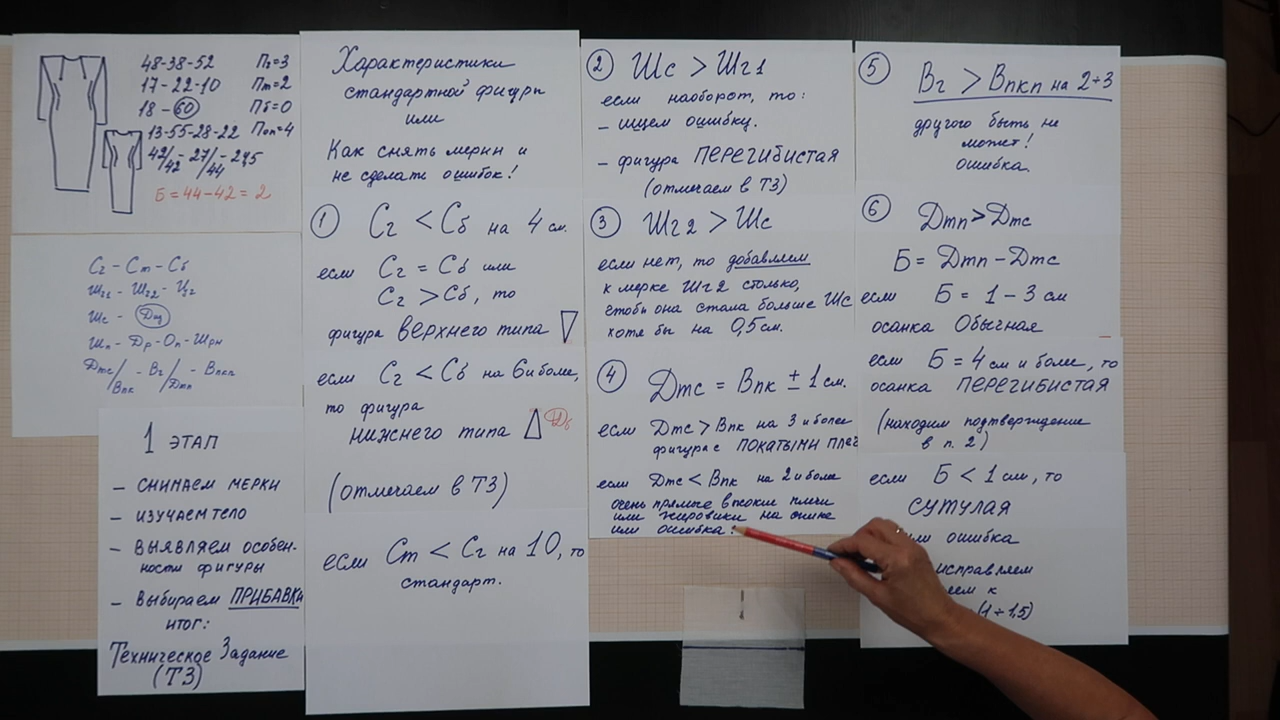 48-38-52 Пг=3
17-22-10 Пт=2
18-60 Пб=0
13-55-28-22 Поп=4
42/42 - 27/44 - 27,5
Б=44-42=2
Сг-Ст-Сб
Шг1-Шг2-Цг
Шс - Диз
Шп-Др-Оп-Шрн
Дтс/Впк - Вг/Дтп - Впкп
1 ЭТАП
- СНИМАЕМ МЕРКИ
- ИЗУЧАЕМ ТЕЛО
- ВЫЯВЛЯЕМ ОСОБЕН-
НОСТИ ФИГУРЫ
- Выбираем ПРИБАВКИ
ИТОГ:
Техническое Задание
(ТЗ)
Характеристики
стандартной фигуры
или
Как снять мерки и
не сделать ошибок!
1 Сг < Сб на 4 см.
если Сг = Сб или
Сг > Сб, то
фигура верхнего типа
если Сг < Сб на 6 и более,
то фигура
нижнего типа
(отмечаем в ТЗ)
если Ст < Сг на 10, то
стандарт.
2 Шс > Шг1
если наоборот, то:
- ищем ошибку.
- фигура ПЕРЕГИБИСТАЯ
(отмечаем в ТЗ)
3 Шг2 > Шс
если нет, то добавляем
к мерке Шг2 столько,
чтобы она стала больше Шс
хотя бы на 0,5 см.
4 Дтс = Впк ± 1 см.
если Дтс > Впк на 3 и более
фигура с ПОКАТЫМИ ПЛЕЧ
если Дтс < Впк на 2 и более
очень прямые высокие плечи
или жировики на спине
или ошибка!
5 Вг > Впкп на 2÷3
другого быть не
может!
ошибка.
6 Дтп > Дтс
Б = Дтп - Дтс
если Б = 1 - 3 см
осанка Обычная
если Б = 4 см и более, то
осанка ПЕРЕГИБИСТАЯ
(находим подтверждение
в п. 2)
если Б < 1 см, то
СУТУЛАЯ
или ошибка
исправляем
к
(1÷1,5)